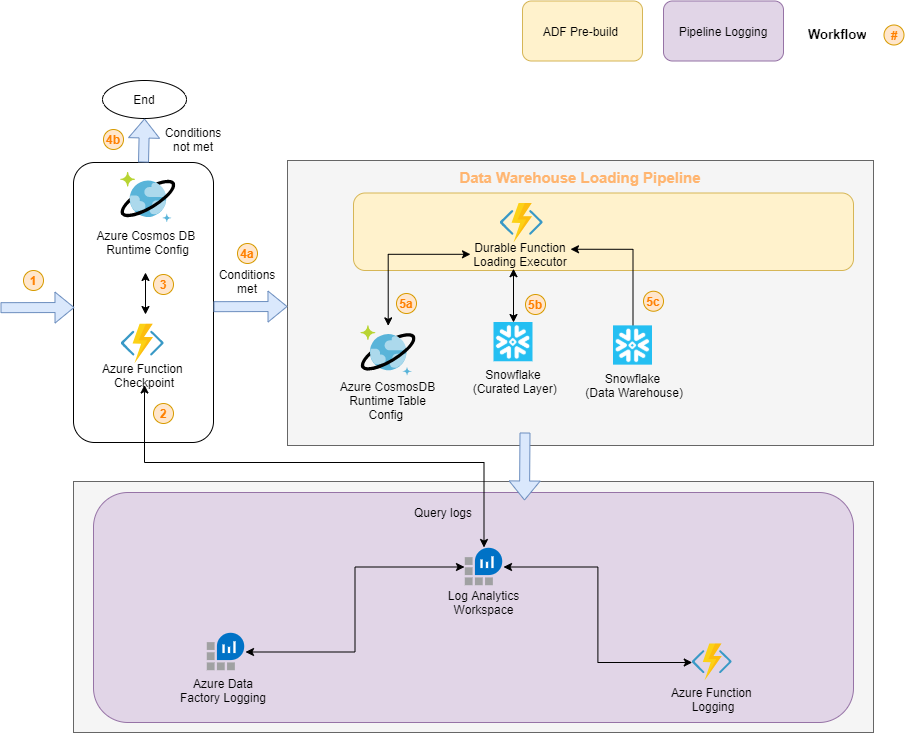 ADF Pre-build
Pipeline Logging
Workflow
#
End
4b
Conditions
not met
Azure Cosmos DB
Runtime Config
1
3
Azure Function
Checkpoint
2
4a
Conditions
met
Data Warehouse Loading Pipeline
Durable Function
Loading Executor
5a
5b
5c
Azure CosmosDB
Runtime Table
Config
Snowflake
(Curated Layer)
Snowflake
(Data Warehouse)
Query logs
Log Analytics
Workspace
Azure Data
Factory Logging
Azure Function
Logging